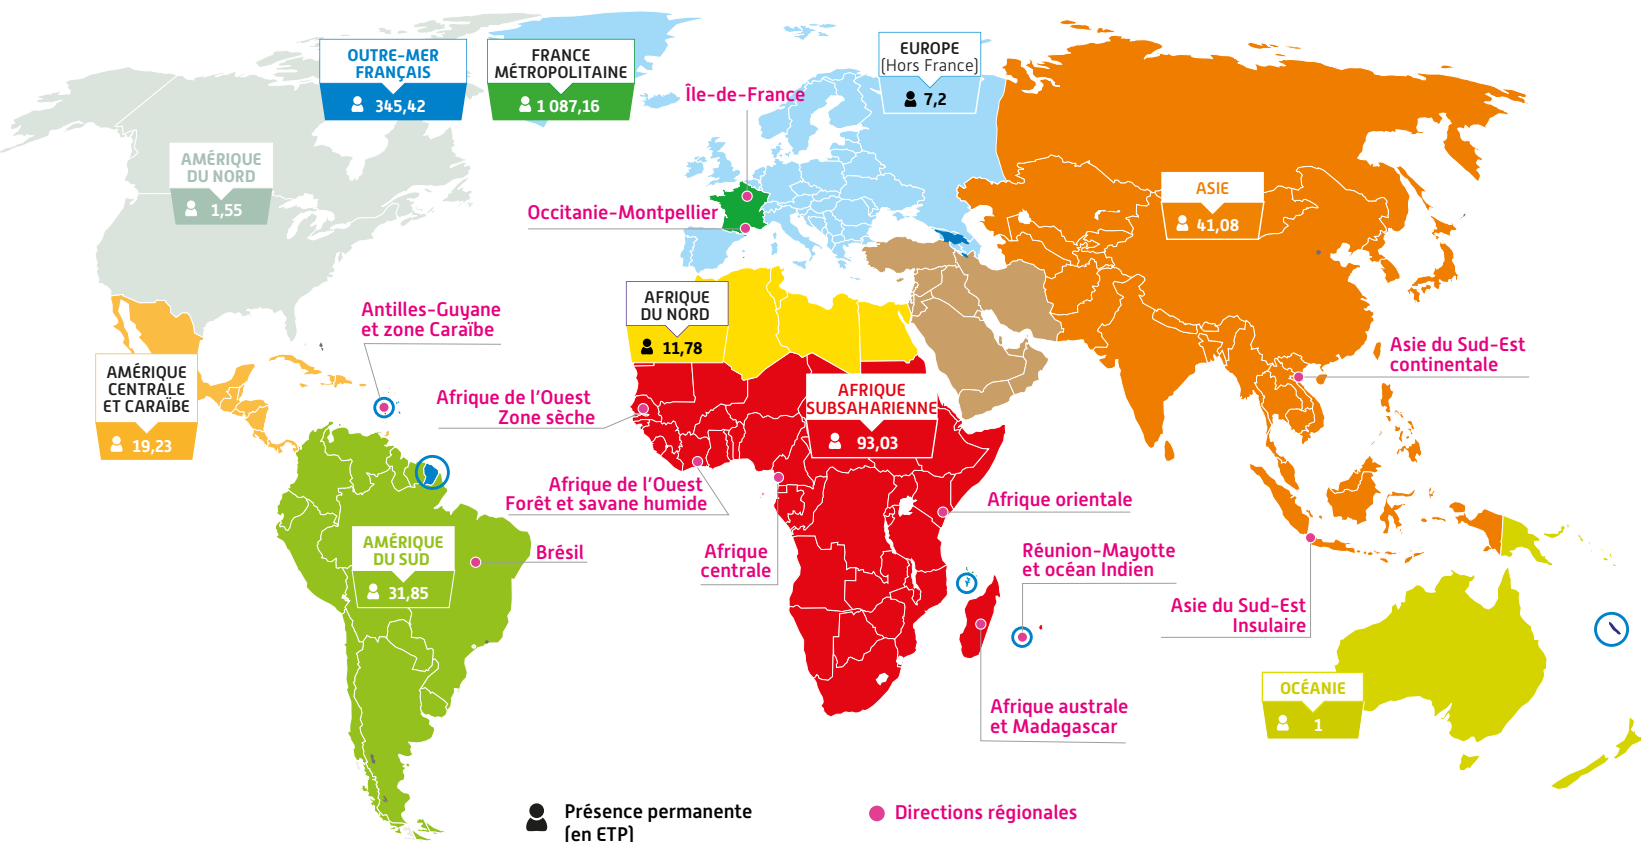 OUTRE-MER
FRANÇAIS
345,42
FRANCE
MÉTROPOLITAINE
1 087,16
EUROPE
(Hors France)
7,2
Île-de-France
AMÉRIQUE
DU NORD
1,55
ASIE
41,08
Occitanie-Montpellier
AFRIQUE
DU NORD
11,78
Antilles-Guyane
et zone Caraïbe
Asie du Sud-Est
continentale
AMÉRIQUE
CENTRALE
ET CARAÏBE
19,23
Afrique de l’Ouest
Zone sèche
AFRIQUE
SUBSAHARIENNE
93,03
Afrique de l’Ouest
Forêt et savane humide
Afrique orientale
AMÉRIQUE
DU SUD
31,85
Brésil
Afrique
centrale
Réunion-Mayotte
et océan Indien
Asie du Sud-Est
Insulaire
OCÉANIE
1
Afrique australe
et Madagascar
Présence permanente
(en ETP)
Directions régionales